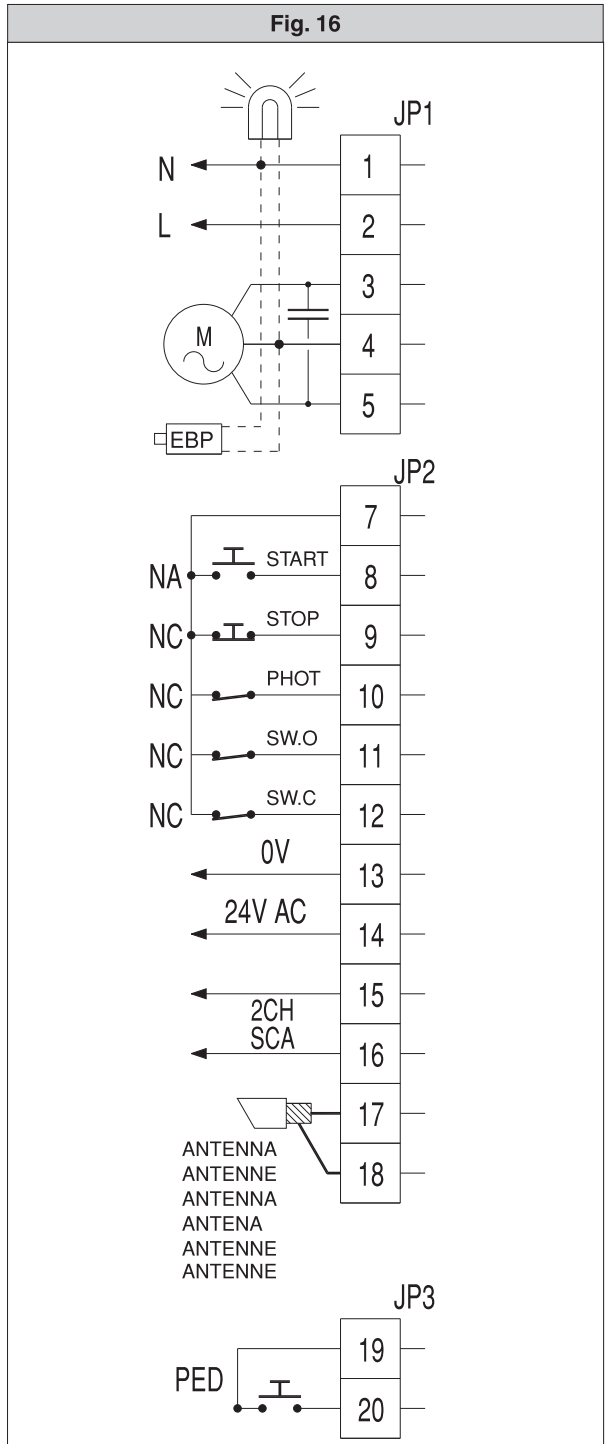 Fig. 16
JP1
N 1
L 2
3
M 4
5
EBP
JP2
7
NA START 8
NC STOP 9
NC PHOT 10
NC SW.O 11
NC SW.C 12
0V 13
24V AC 14
15
2CH
SCA 16
17
18
ANTENNA
ANTENNE
ANTENNA
ANTENA
ANTENNE
ANTENNE
JP3
19
PED 20